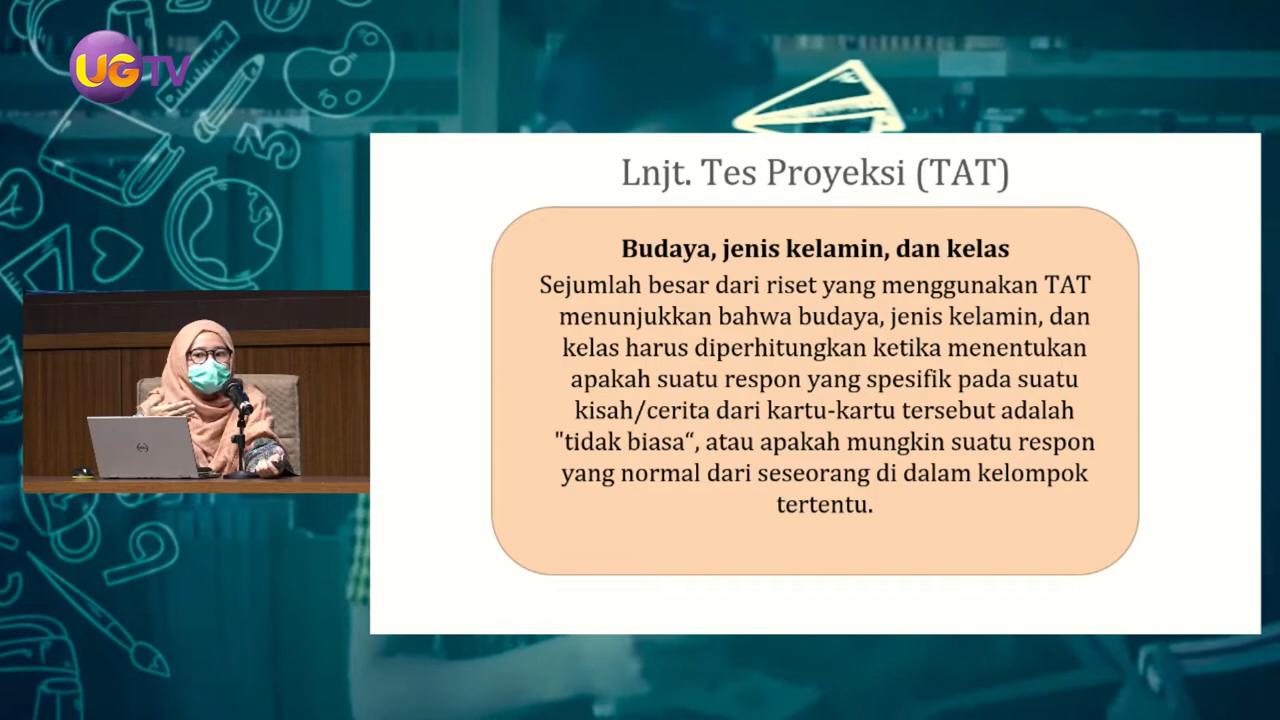 UGTV
Lnjt. Tes Proyeksi (TAT)
Budaya, jenis kelamin, dan kelas
Sejumlah besar dari riset yang menggunakan TAT
menunjukkan bahwa budaya, jenis kelamin, dan
kelas harus diperhitungkan ketika menentukan
apakah suatu respon yang spesifik pada suatu
kisah/cerita dari kartu-kartu tersebut adalah
"tidak biasa“, atau apakah mungkin suatu respon
yang normal dari seseorang di dalam kelompok
tertentu.
DELL